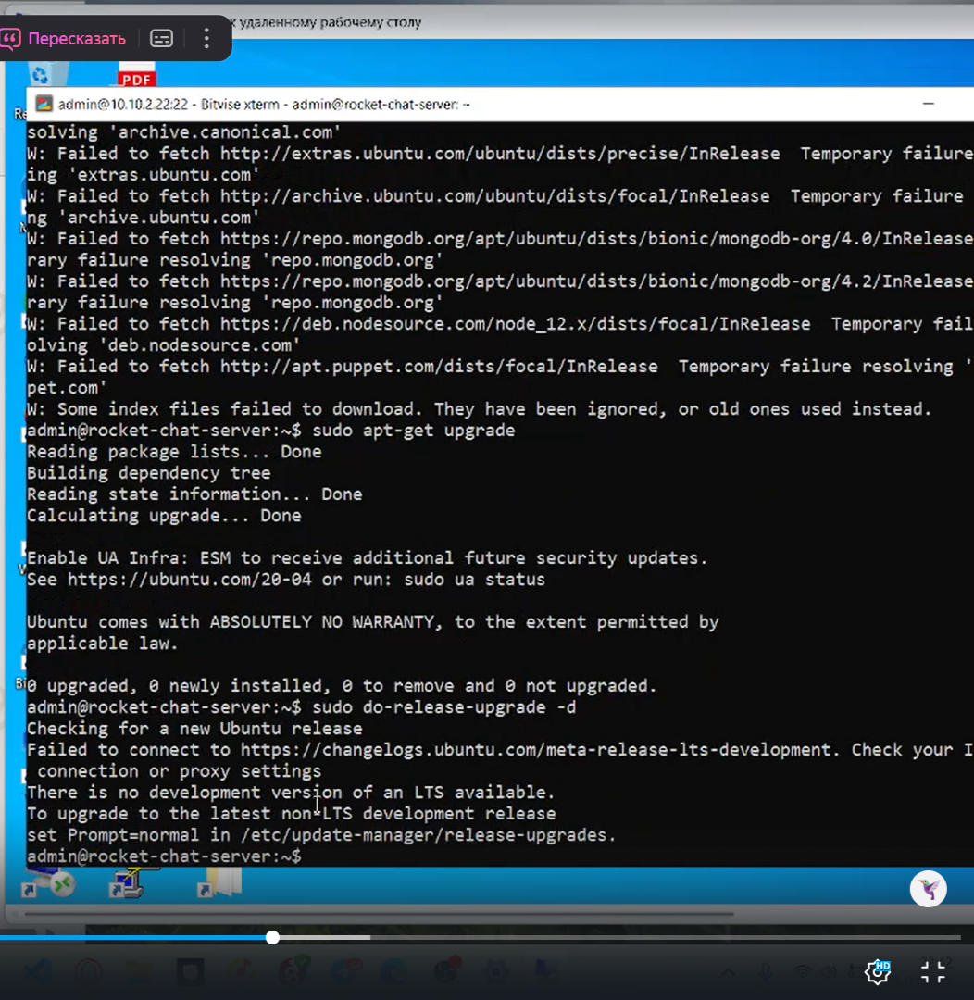 к удаленному рабочему столу
Пересказать
PDF
admin@10.10.2.22:22 - Bitvise xterm - admin@rocket-chat-server: ~
solving 'archive.canonical.com'
W: Failed to fetch http://extras.ubuntu.com/ubuntu/dists/precise/InRelease  Temporary failure
ing 'extras.ubuntu.com'
W: Failed to fetch http://archive.ubuntu.com/ubuntu/dists/focal/InRelease  Temporary failure
ng 'archive.ubuntu.com'
W: Failed to fetch https://repo.mongodb.org/apt/ubuntu/dists/bionic/mongodb-org/4.0/InRelease
rary failure resolving 'repo.mongodb.org'
W: Failed to fetch https://repo.mongodb.org/apt/ubuntu/dists/bionic/mongodb-org/4.2/InRelease
rary failure resolving 'repo.mongodb.org'
W: Failed to fetch https://deb.nodesource.com/node_12.x/dists/focal/InRelease  Temporary fail
olving 'deb.nodesource.com'
W: Failed to fetch http://apt.puppet.com/dists/focal/InRelease  Temporary failure resolving '
pet.com'
W: Some index files failed to download. They have been ignored, or old ones used instead.
admin@rocket-chat-server:~$ sudo apt-get upgrade
Reading package lists... Done
Building dependency tree
Reading state information... Done
Calculating upgrade... Done
Enable UA Infra: ESM to receive additional future security updates.
See https://ubuntu.com/20-04 or run: sudo ua status
Ubuntu comes with ABSOLUTELY NO WARRANTY, to the extent permitted by
applicable law.
0 upgraded, 0 newly installed, 0 to remove and 0 not upgraded.
admin@rocket-chat-server:~$ sudo do-release-upgrade -d
Checking for a new Ubuntu release
Failed to connect to https://changelogs.ubuntu.com/meta-release-lts-development. Check your I
connection or proxy settings
There is no development version of an LTS available.
To upgrade to the latest non-LTS development release
set Prompt=normal in /etc/update-manager/release-upgrades.
admin@rocket-chat-server:~$
HD